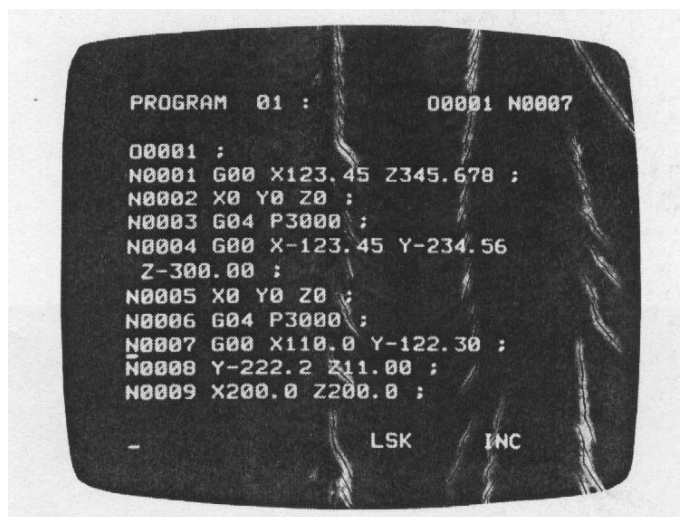 PROGRAM 01 : O0001 N0007
O0001 ;
N0001 G00 X123.45 Z345.678 ;
N0002 X0 Y0 Z0 ;
N0003 G04 P3000 ;
N0004 G00 X-123.45 Y-234.56
Z-300.00 ;
N0005 X0 Y0 Z0 ;
N0006 G04 P3000 ;
N0007 G00 X110.0 Y-122.30 ;
N0008 Y-222.2 Z11.00 ;
N0009 X200.0 Z200.0 ;
_ LSK INC